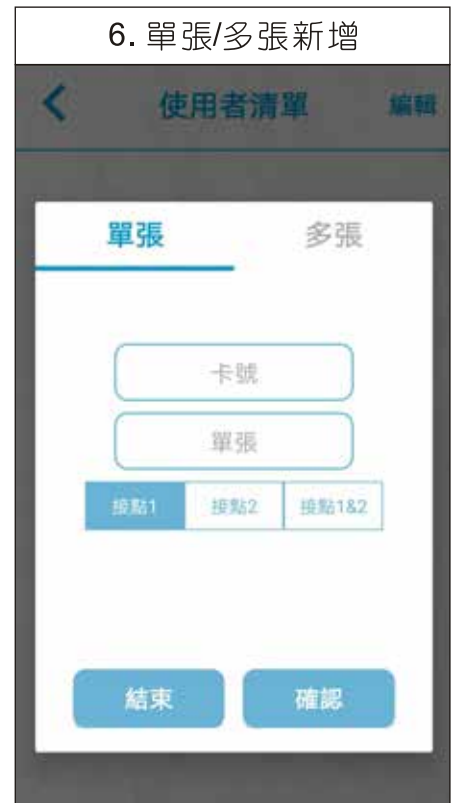 6. 單張/多張新增
使用者清單 編輯
單張 多張
卡號
單張
接點1 接點2 接點1&2
結束 確認